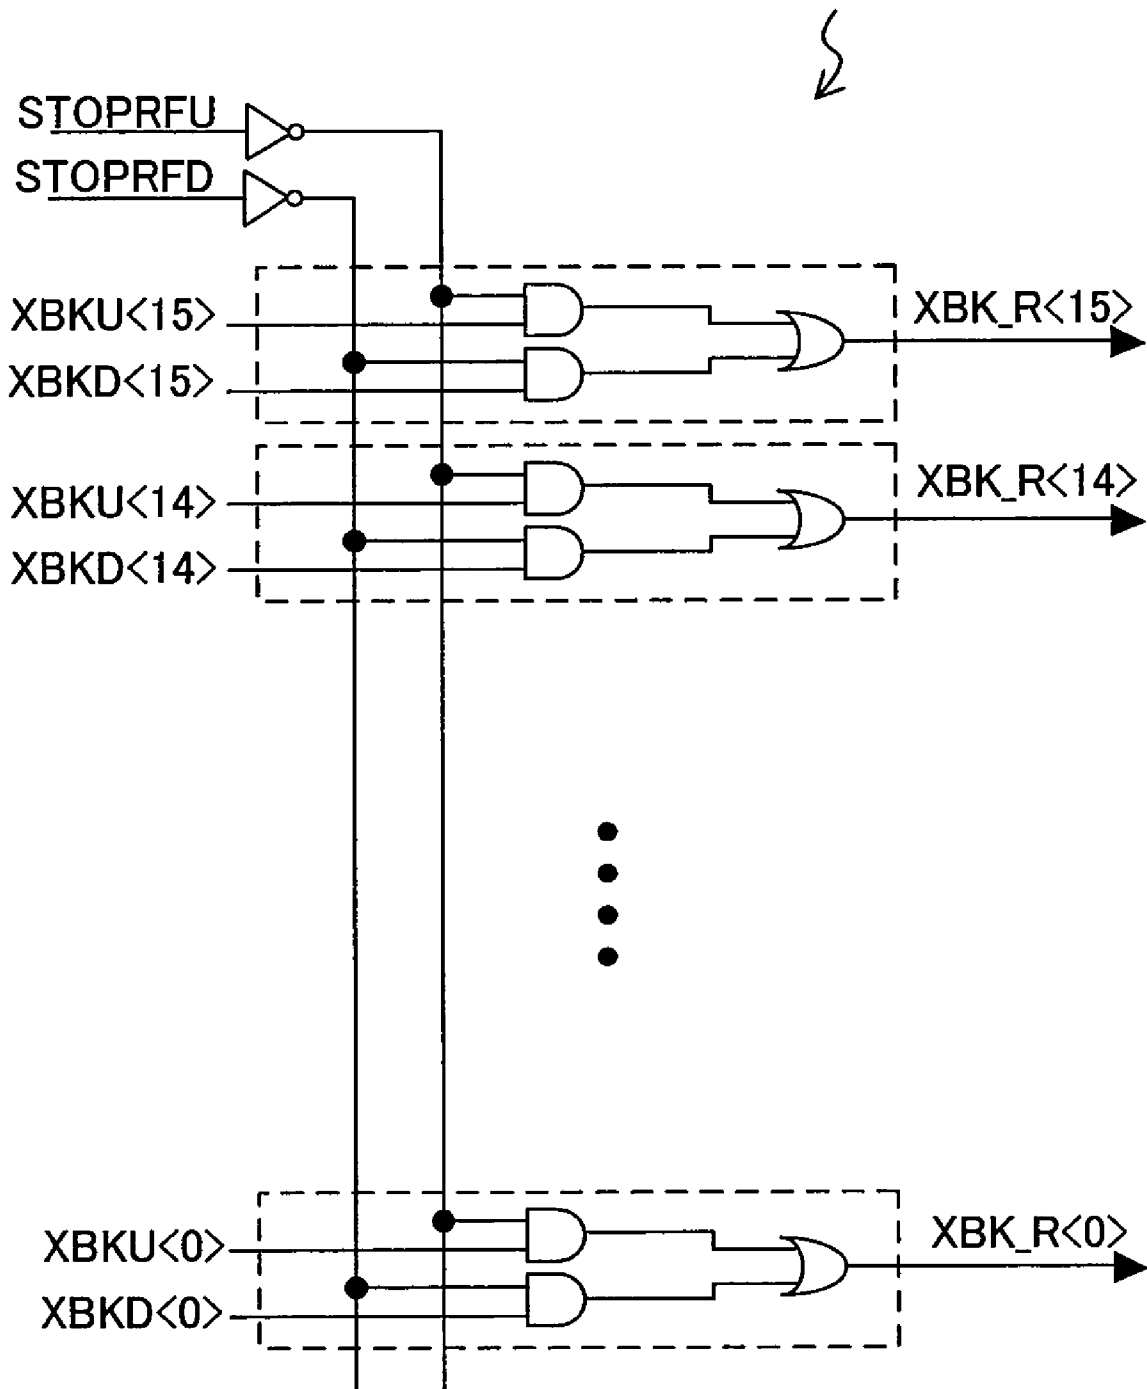 STOPRFU
STOPRFD
XBKU<15>
XBKD<15>
XBK_R<15>
XBKU<14>
XBKD<14>
XBK_R<14>
XBKU<0>
XBKD<0>
XBK_R<0>